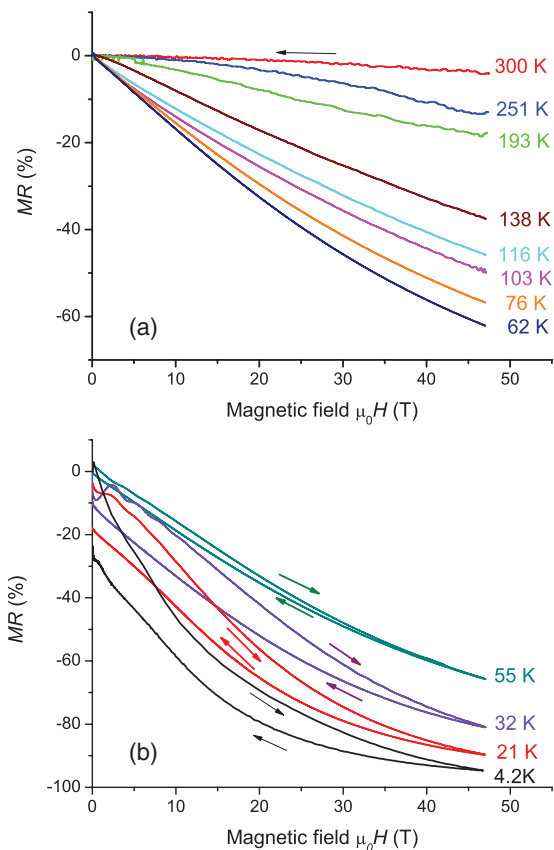 0
-20
-40
-60
MR (%)
300 K
251 K
193 K
138 K
116 K
103 K
76 K
62 K
(a)
0 10 20 30 40 50
Magnetic field μ0H (T)
0
-20
-40
-60
-80
-100
MR (%)
55 K
32 K
21 K
4.2K
(b)
0 10 20 30 40 50
Magnetic field μ0H (T)